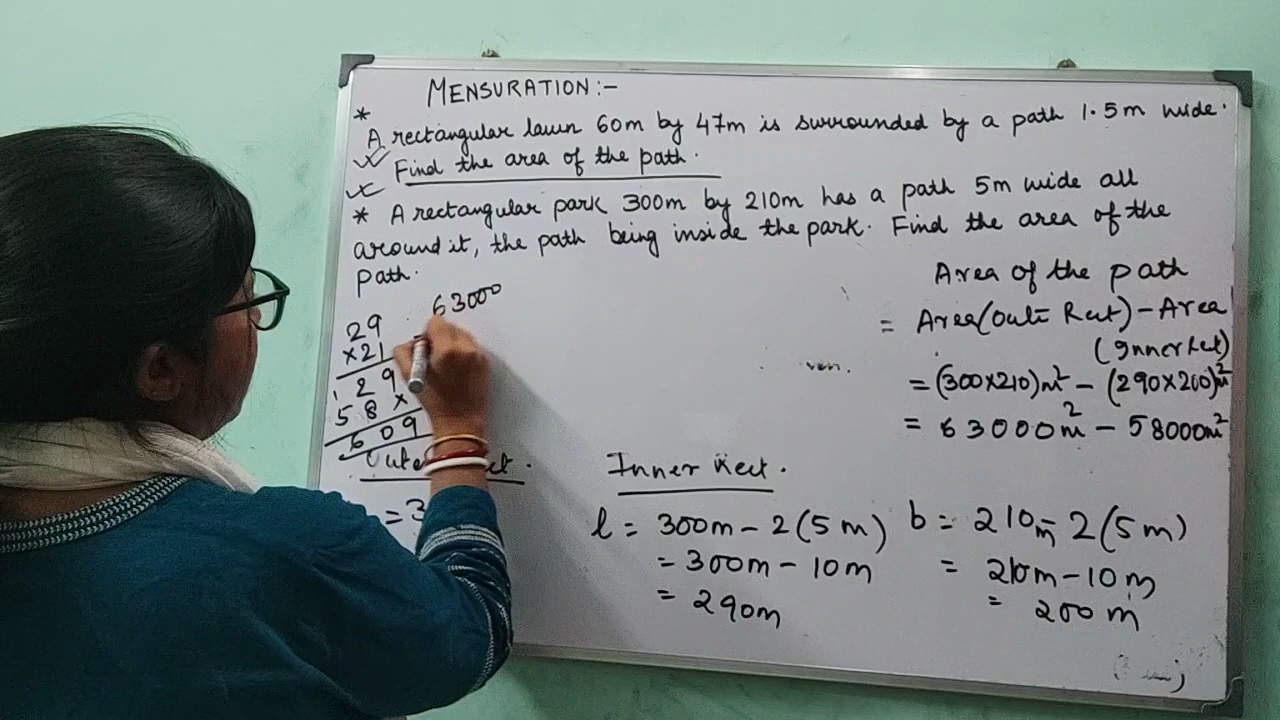 MENSURATION :-
* A rectangular lawn 60m by 47m is surrounded by a path 1.5m wide.
Find the area of the path.
* A rectangular park 300m by 210m has a path 5m wide all
around it, the path being inside the park. Find the area of the
path.
29
×21
129
58×
609
63000
Area of the path
= Area(Oute Rect) - Area
(Inner Rect)
= (300×210)m² - (290×200)m²
= 63000m² - 58000m²
Inner Rect.
l = 300m - 2(5m)
= 300m - 10m
= 290m
b = 210m - 2(5m)
= 210m - 10m
= 200 m